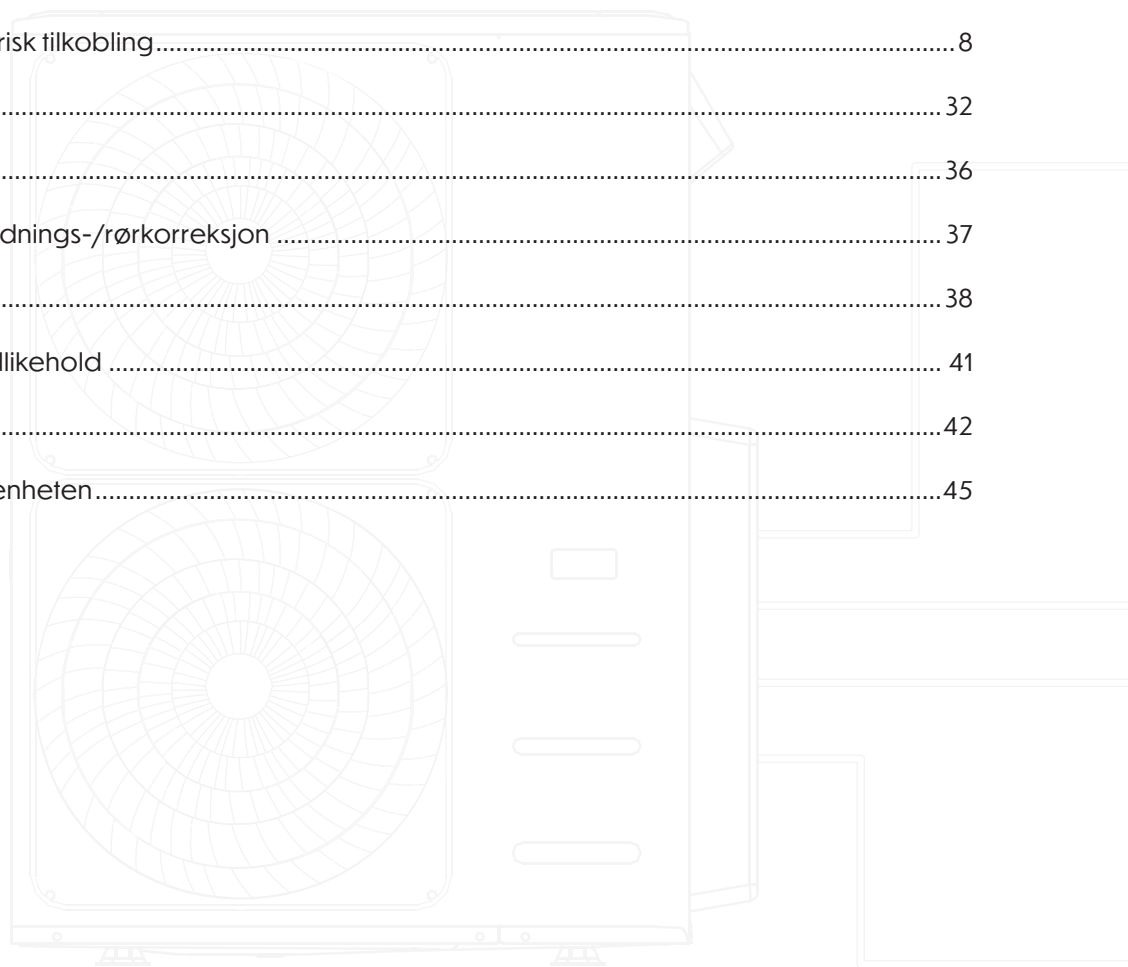 risk tilkobling.....8
.....32
.....36
dnings-/rørkorreksjon .....37
.....38
llikehold .....41
.....42
enheten.....45